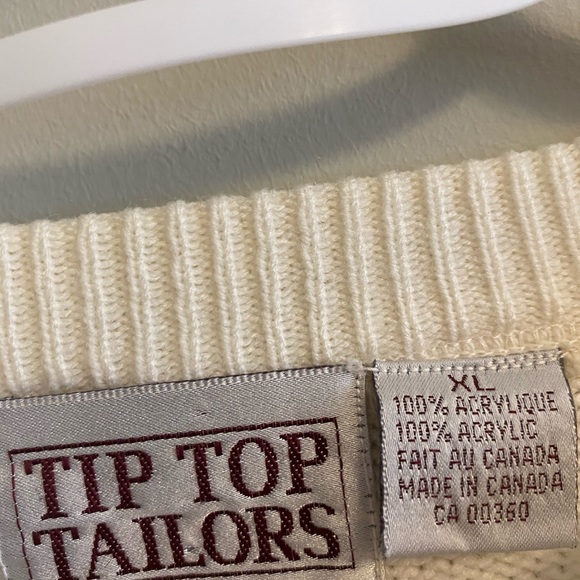 TIP TOP
TAILORS
XL
100% ACRYLIQUE
100% ACRYLIC
FAIT AU CANADA
MADE IN CANADA
CA 00360